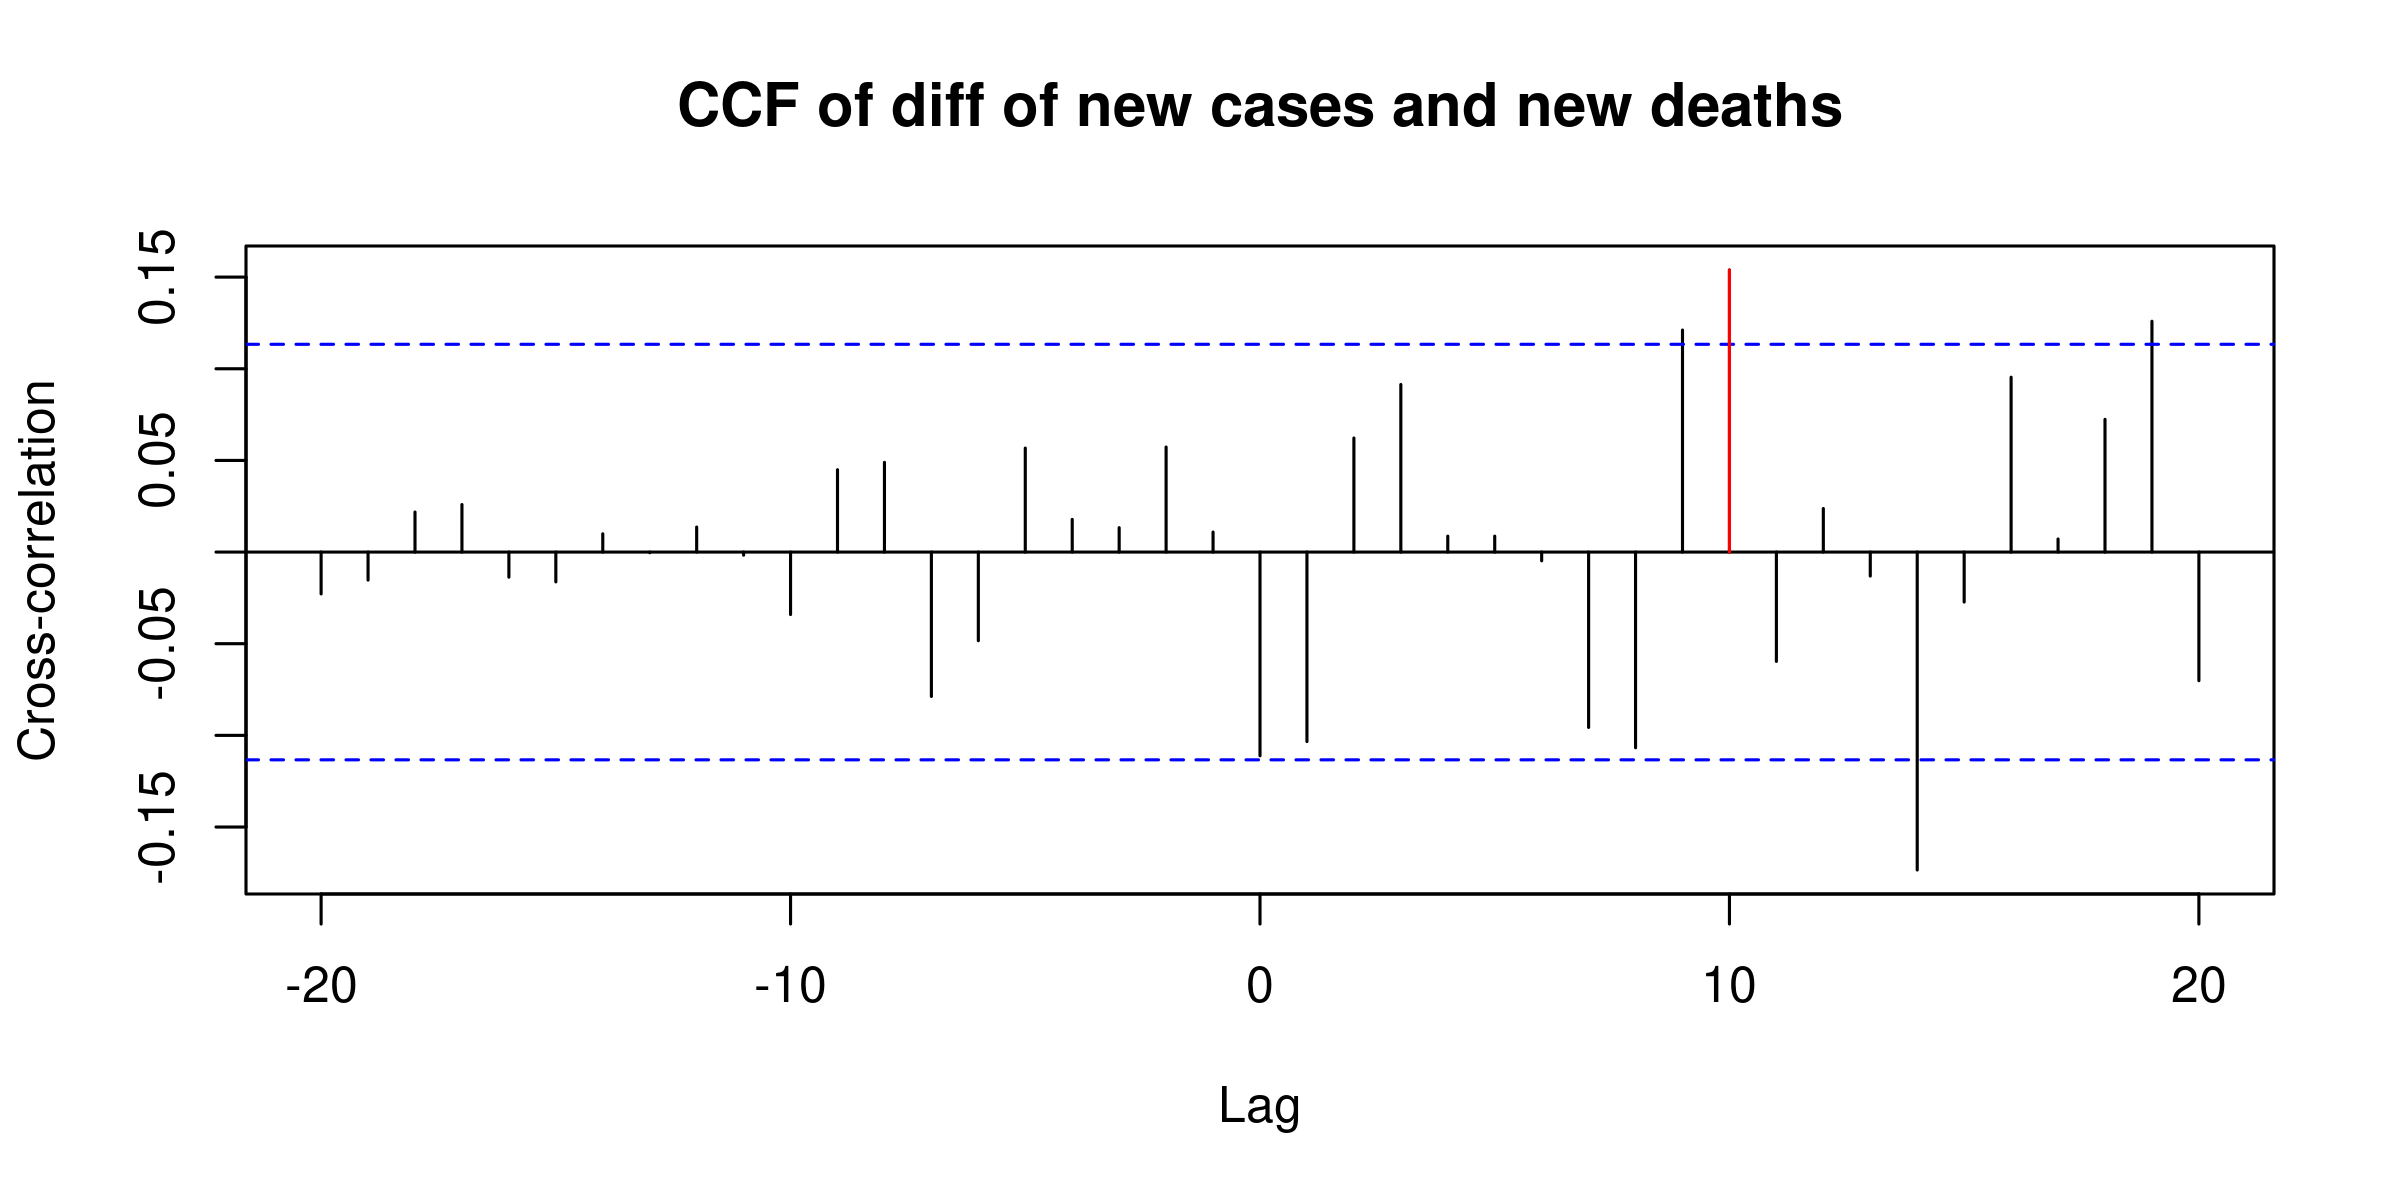 CCF of diff of new cases and new deaths
Cross-correlation
0.15
0.05
-0.05
-0.15
-20 -10 0 10 20
Lag